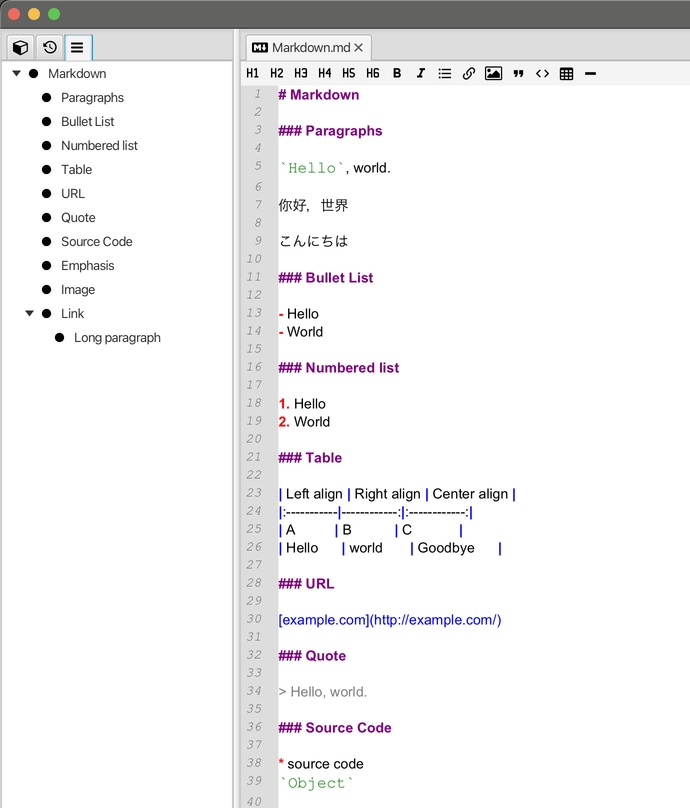 Markdown.md
H1 H2 H3 H4 H5 H6 B I
Markdown
Paragraphs
Bullet List
Numbered list
Table
URL
Quote
Source Code
Emphasis
Image
Link
Long paragraph
1 # Markdown
2
3 ### Paragraphs
4
5 `Hello`, world.
6
7 你好，世界
8
9 こんにちは
10
11 ### Bullet List
12
13 - Hello
14 - World
15
16 ### Numbered list
17
18 1. Hello
19 2. World
20
21 ### Table
22
23 | Left align | Right align | Center align |
24 |:-----------|------------:|:------------:|
25 | A | B | C |
26 | Hello | world | Goodbye |
27
28 ### URL
29
30 [example.com](http://example.com/)
31
32 ### Quote
33
34 > Hello, world.
35
36 ### Source Code
37
38 * source code
39 `Object`
40